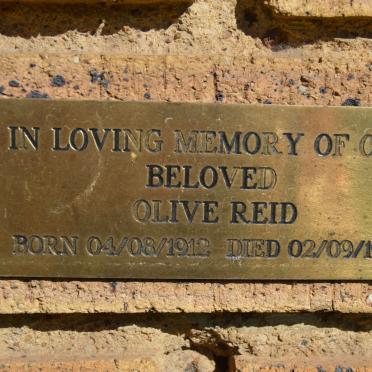 IN LOVING MEMORY OF
BELOVED
OLIVE REID
BORN 04/08/1912 DIED 02/09/1